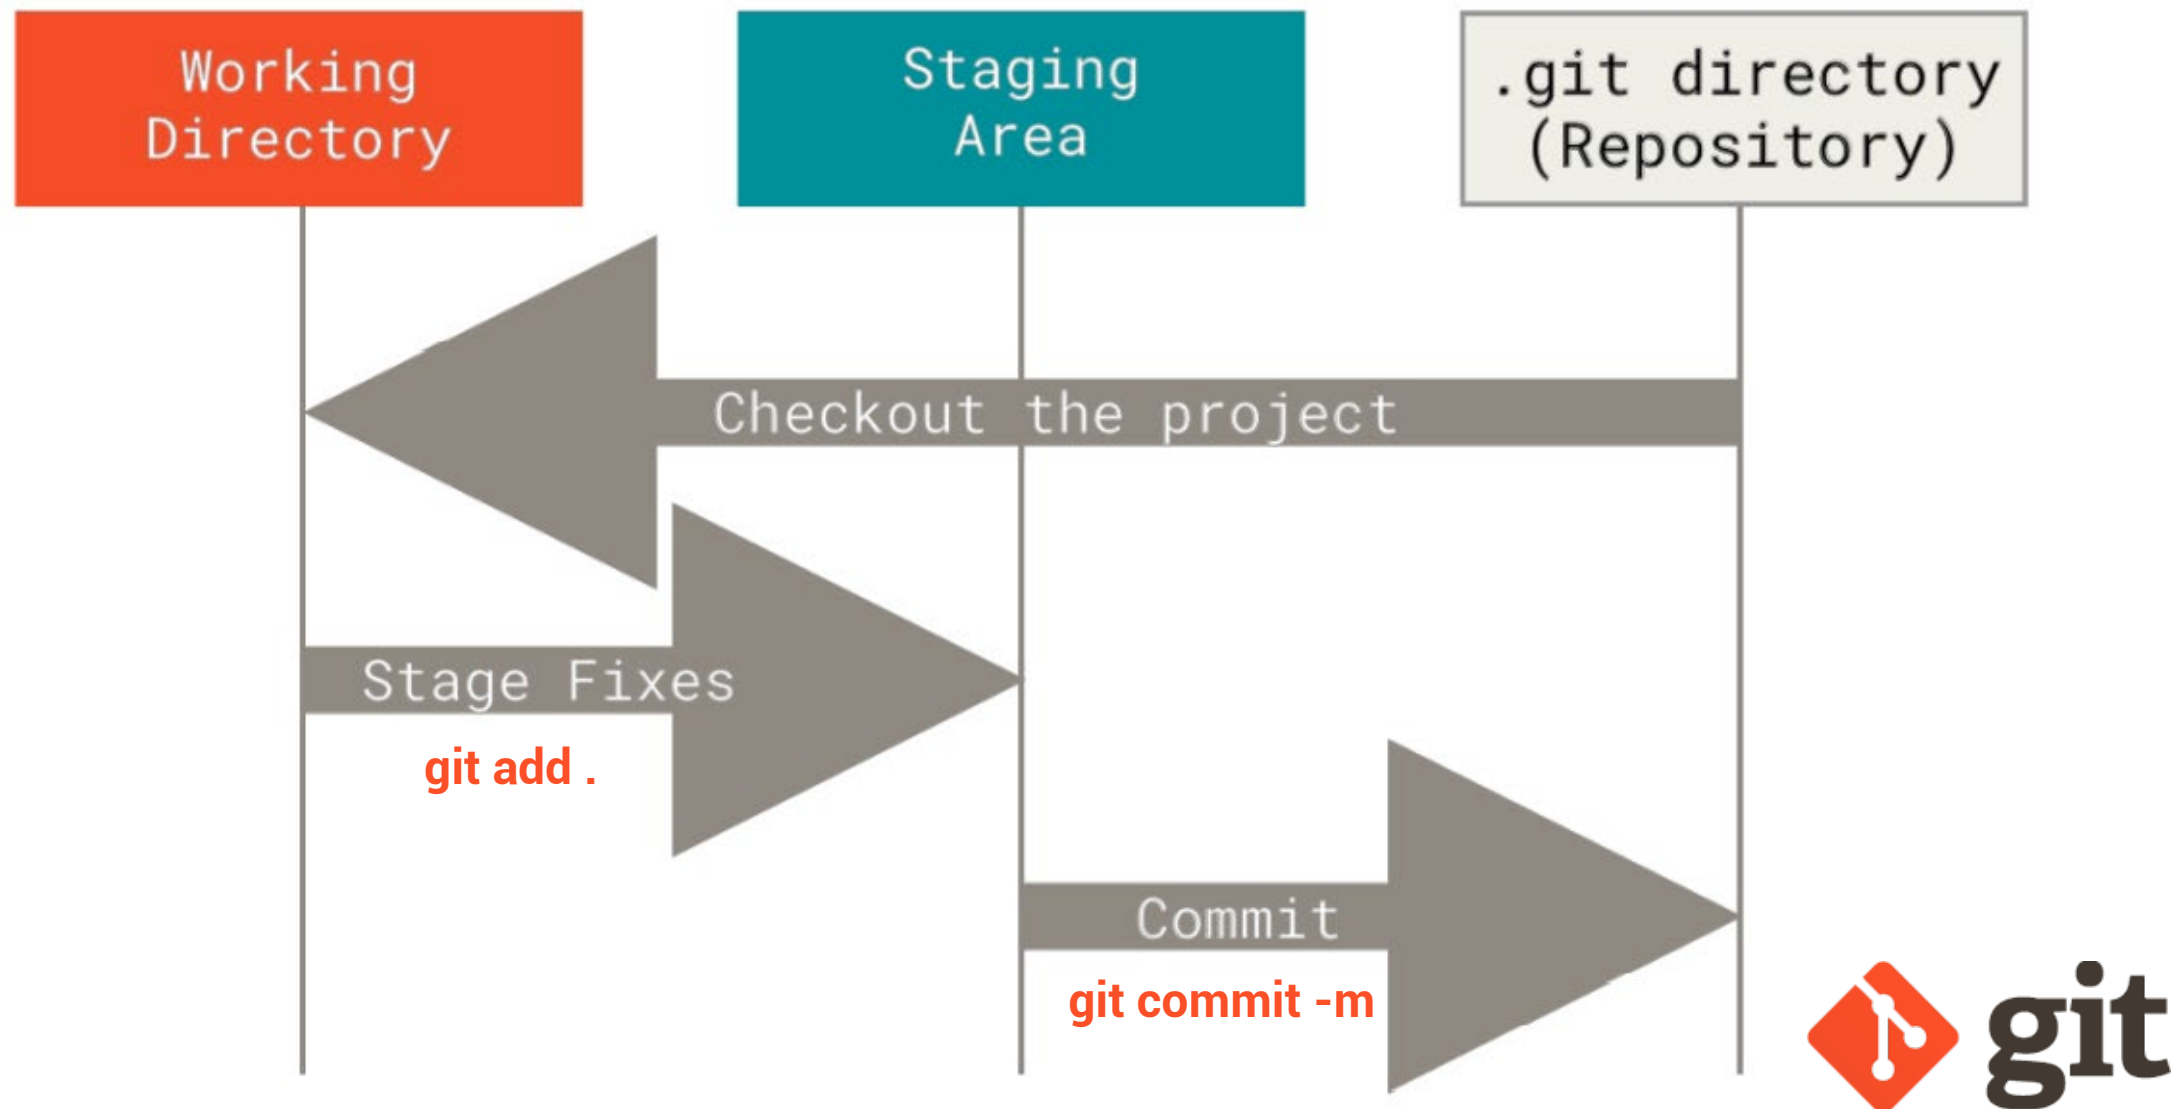 Working
Directory
Staging
Area
.git directory
(Repository)
Checkout the project
Stage Fixes
git add .
Commit
git commit -m
git